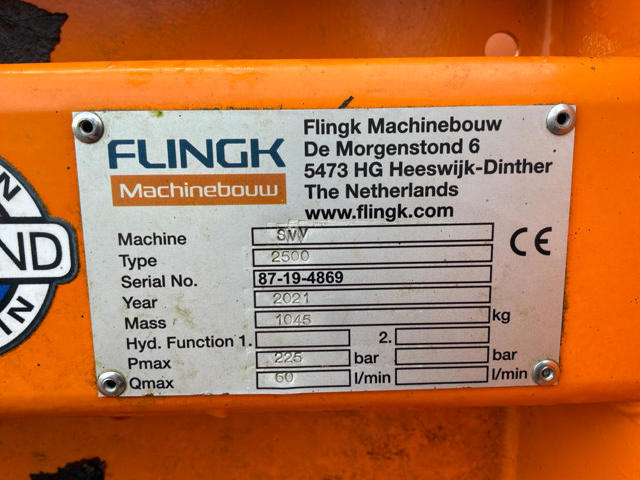 FLINGK
Machinebouw
Flingk Machinebouw
De Morgenstond 6
5473 HG Heeswijk-Dinther
The Netherlands
www.flingk.com
Machine SWV
Type 2500
Serial No. 87-19-4869
Year 2021
Mass 1045 kg
Hyd. Function 1. 2.
Pmax 225 bar bar
Qmax 60 l/min l/min
CE